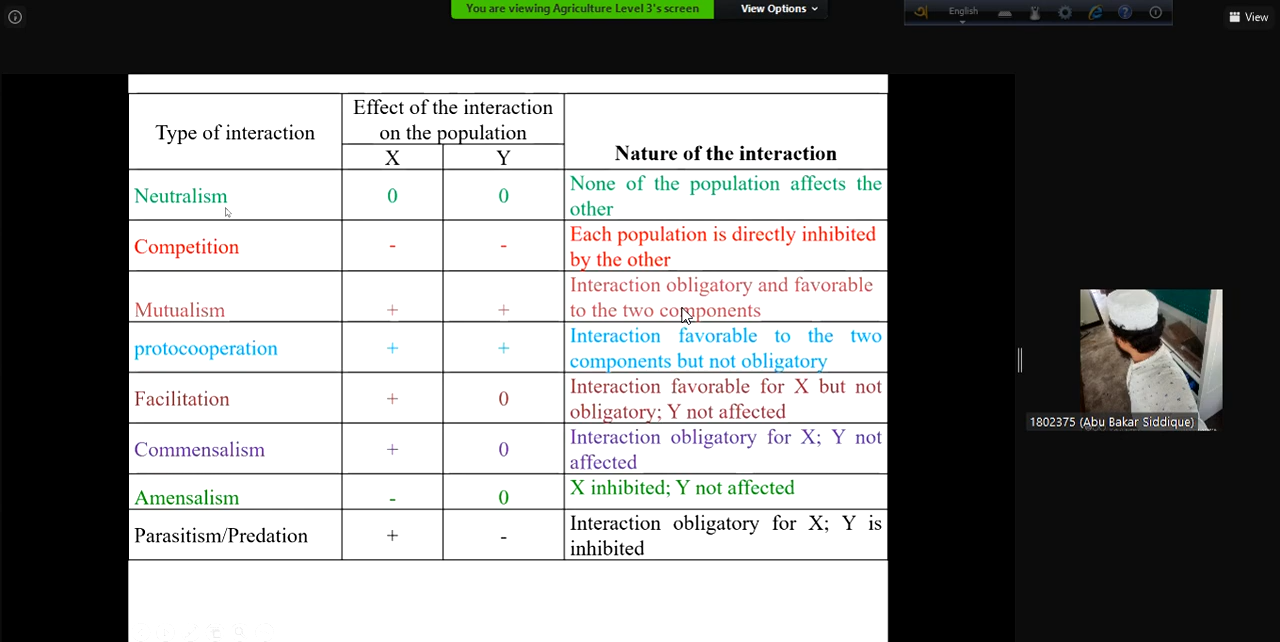 You are viewing Agriculture Level 3's screen
View Options
English
View
Type of interaction
Effect of the interaction
on the population
X
Y
Nature of the interaction
Neutralism
0
0
None of the population affects the
other
Competition
-
-
Each population is directly inhibited
by the other
Mutualism
+
+
Interaction obligatory and favorable
to the two components
protocooperation
+
+
Interaction favorable to the two
components but not obligatory
Facilitation
+
0
Interaction favorable for X but not
obligatory; Y not affected
Commensalism
+
0
Interaction obligatory for X; Y not
affected
Amensalism
-
0
X inhibited; Y not affected
Parasitism/Predation
+
-
Interaction obligatory for X; Y is
inhibited
1802375 (Abu Bakar Siddique)